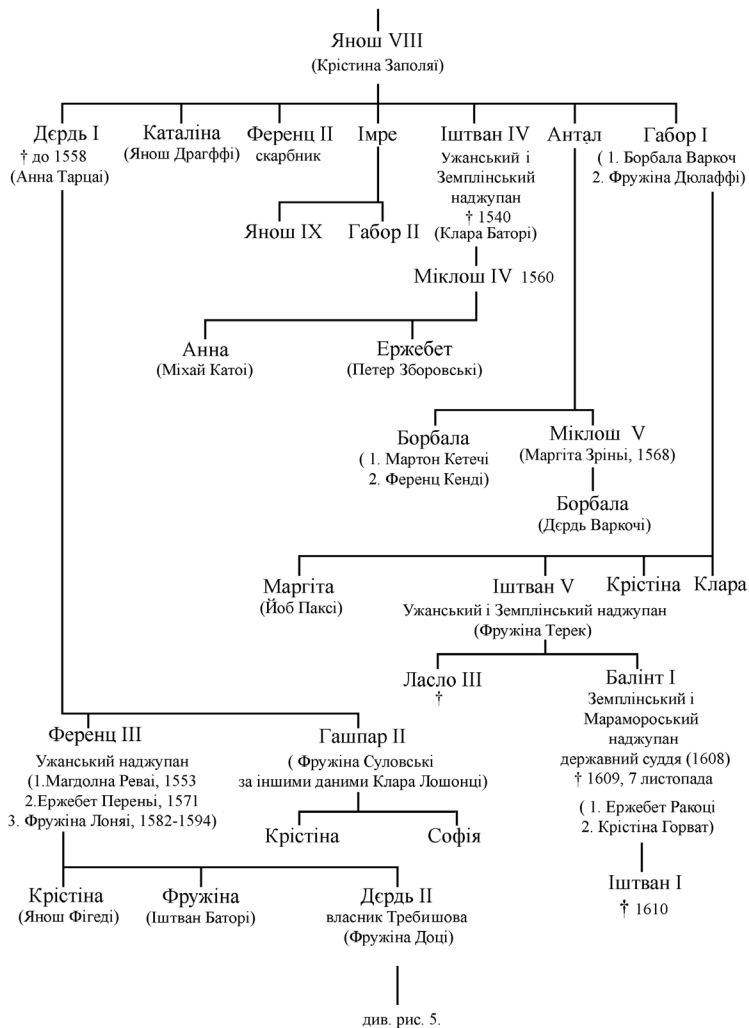 Янош VIII
(Крістина Заполяї)
Дєрдь I
† до 1558
(Анна Тарцаі)
Каталіна
(Янош Драгффі)
Ференц II
скарбник
Імре
Іштван IV
Ужанський і
Земплінський
наджупан
† 1540
(Клара Баторі)
Антал
Габор I
( 1. Борбала Варкоч
2. Фружіна Дюлаффі)
Янош IX
Габор II
Міклош IV 1560
Анна
(Міхай Катоі)
Ержебет
(Петер Зборовські)
Борбала
( 1. Мартон Кетечі
2. Ференц Кенді)
Міклош V
(Маргіта Зріньі, 1568)
Борбала
(Дєрдь Варкочі)
Маргіта
(Йоб Паксі)
Іштван V
Ужанський і Земплінський наджупан
(Фружіна Терек)
Крістіна
Клара
Ласло III
†
Балінт I
Земплінський і
Марамороський
наджупан
державний суддя (1608)
† 1609, 7 листопада
( 1. Ержебет Ракоці
2. Крістіна Горват)
Іштван I
† 1610
Ференц III
Ужанський наджупан
(1.Магдолна Реваі, 1553
2.Ержебет Переньі, 1571
3. Фружіна Лоняі, 1582-1594)
Гашпар II
( Фружіна Суловські
за іншими даними Клара Лошонці)
Крістіна
Софія
Крістіна
(Янош Фігеді)
Фружіна
(Іштван Баторі)
Дєрдь II
власник Требишова
(Фружіна Доці)
див. рис. 5.